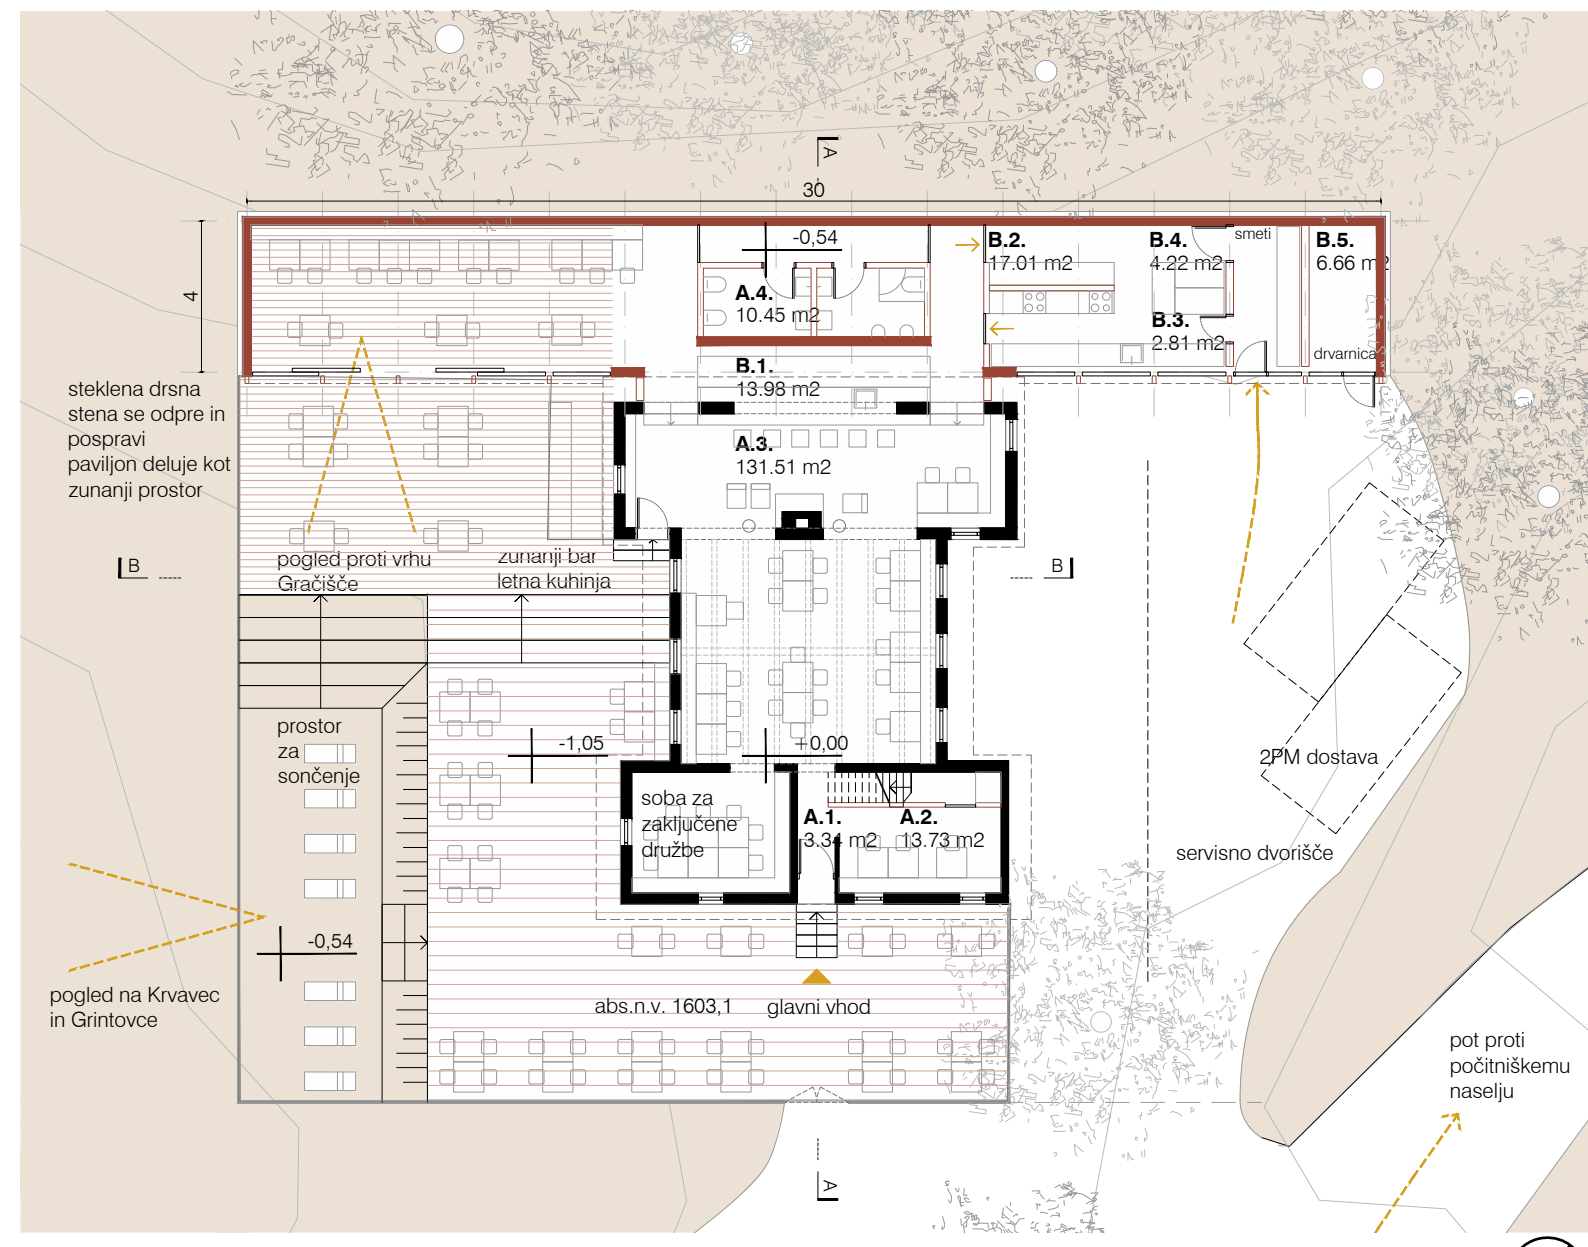 A
30
-0,54
B.2.
17.01 m2
B.4.
4.22 m2
smeti
B.5.
6.66 m2
4
A.4.
10.45 m2
B.3.
2.81 m2
drvarnica
B.1.
13.98 m2
steklena drsna
stena se odpre in
pospravi
paviljon deluje kot
zunanji prostor
A.3.
131.51 m2
pogled proti vrhu
Gračišče
zunanji bar
letna kuhinja
B
B
prostor
za
sončenje
-1,05
+0,00
2PM dostava
soba za
zaključene
družbe
A.1.
3.34 m2
A.2.
13.73 m2
servisno dvorišče
-0,54
pogled na Krvavec
in Grintovce
abs.n.v. 1603,1
glavni vhod
pot proti
počitniškemu
naselju
A